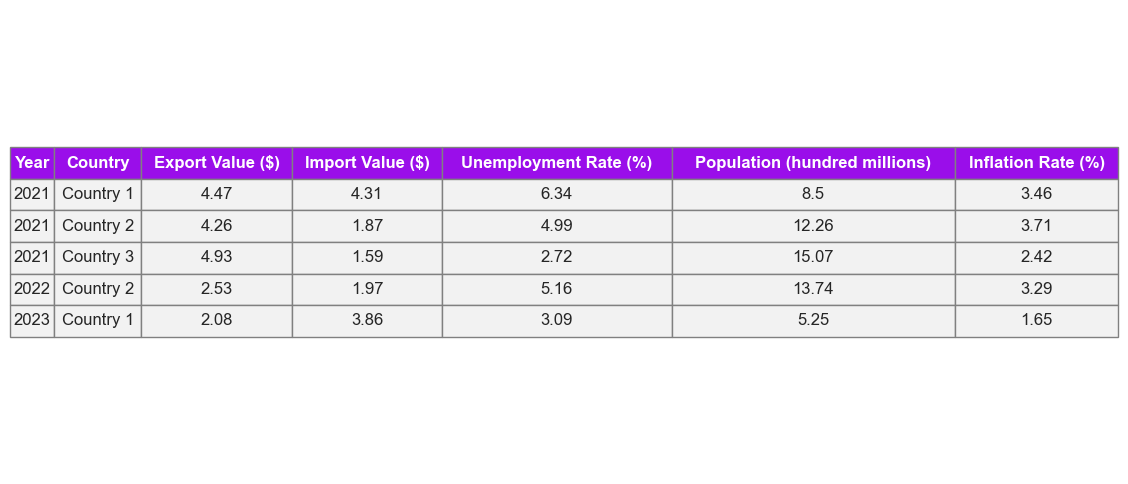 Year Country Export Value ($) Import Value ($) Unemployment Rate (%) Population (hundred millions) Inflation Rate (%)
2021 Country 1 4.47 4.31 6.34 8.5 3.46
2021 Country 2 4.26 1.87 4.99 12.26 3.71
2021 Country 3 4.93 1.59 2.72 15.07 2.42
2022 Country 2 2.53 1.97 5.16 13.74 3.29
2023 Country 1 2.08 3.86 3.09 5.25 1.65